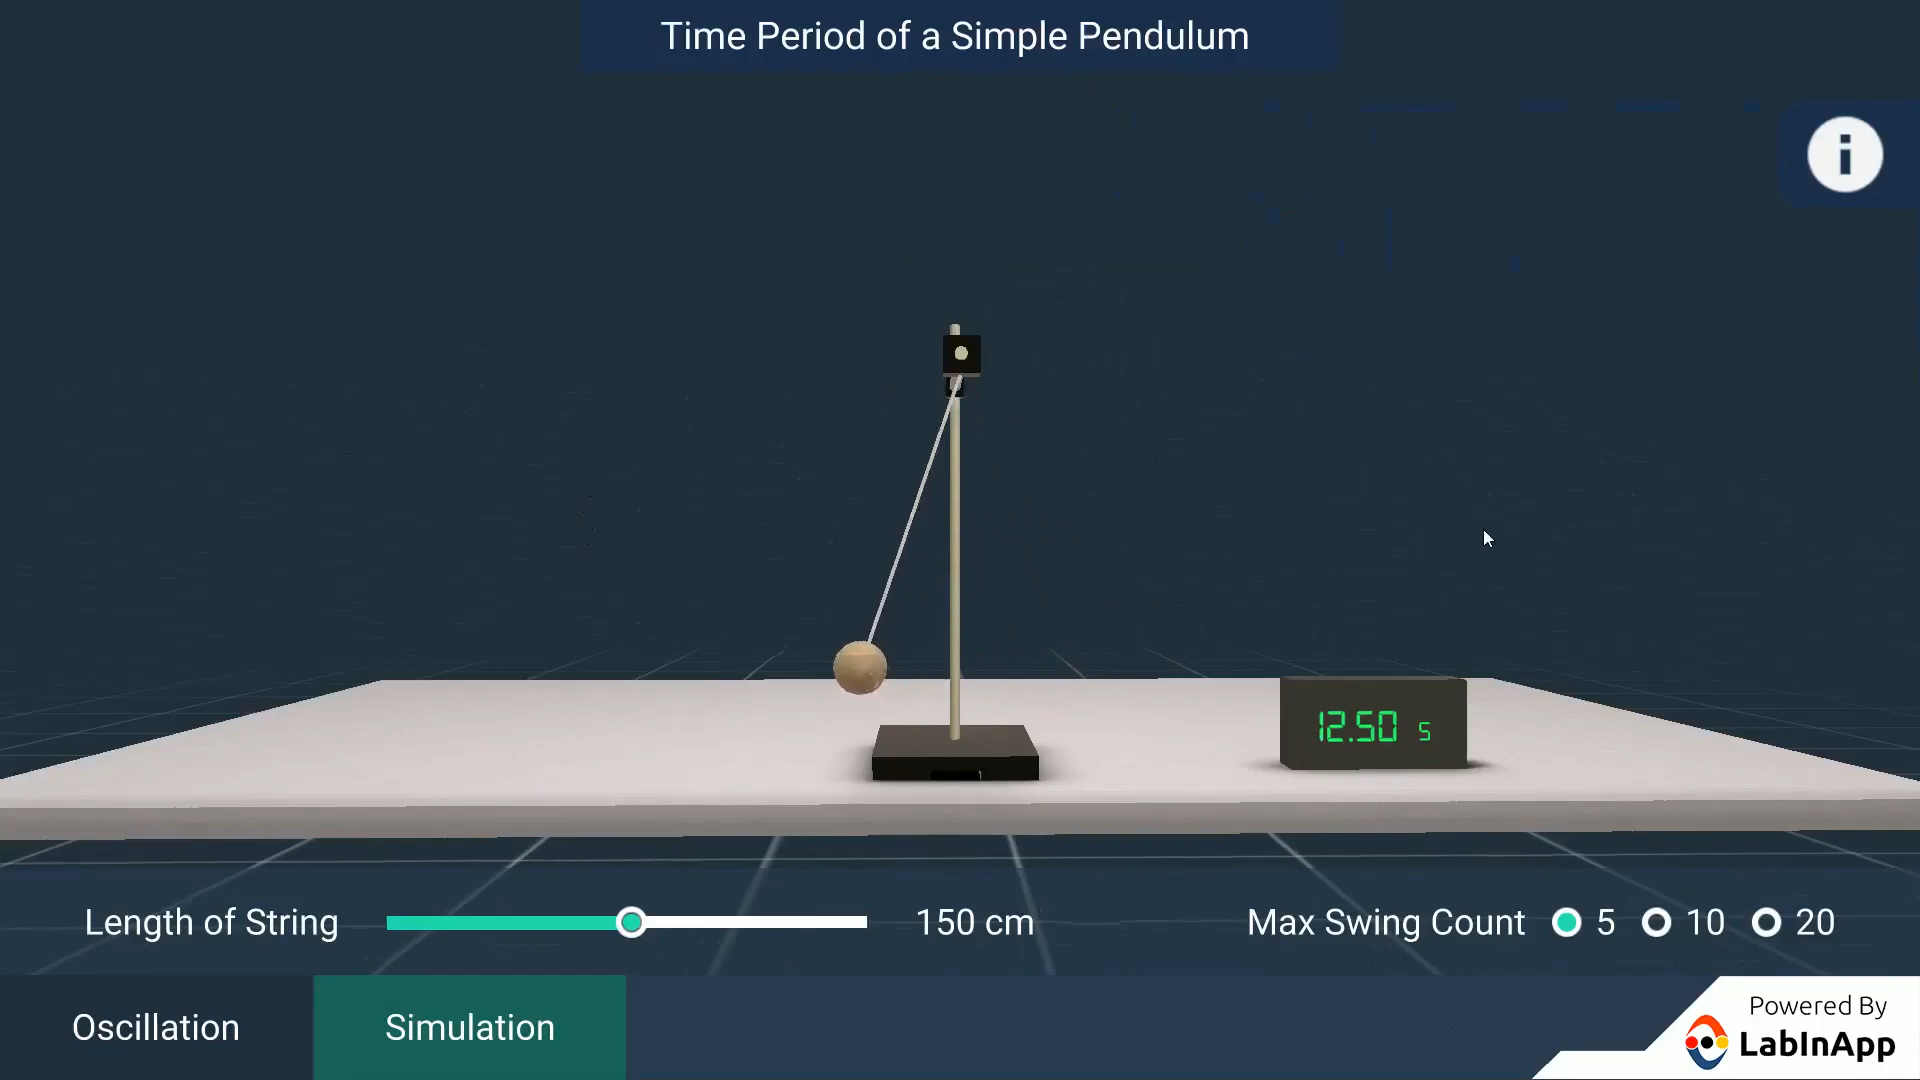 Time Period of a Simple Pendulum
i
12.50 s
Length of String 150 cm Max Swing Count 5 10 20
Oscillation Simulation
Powered By
LabInApp